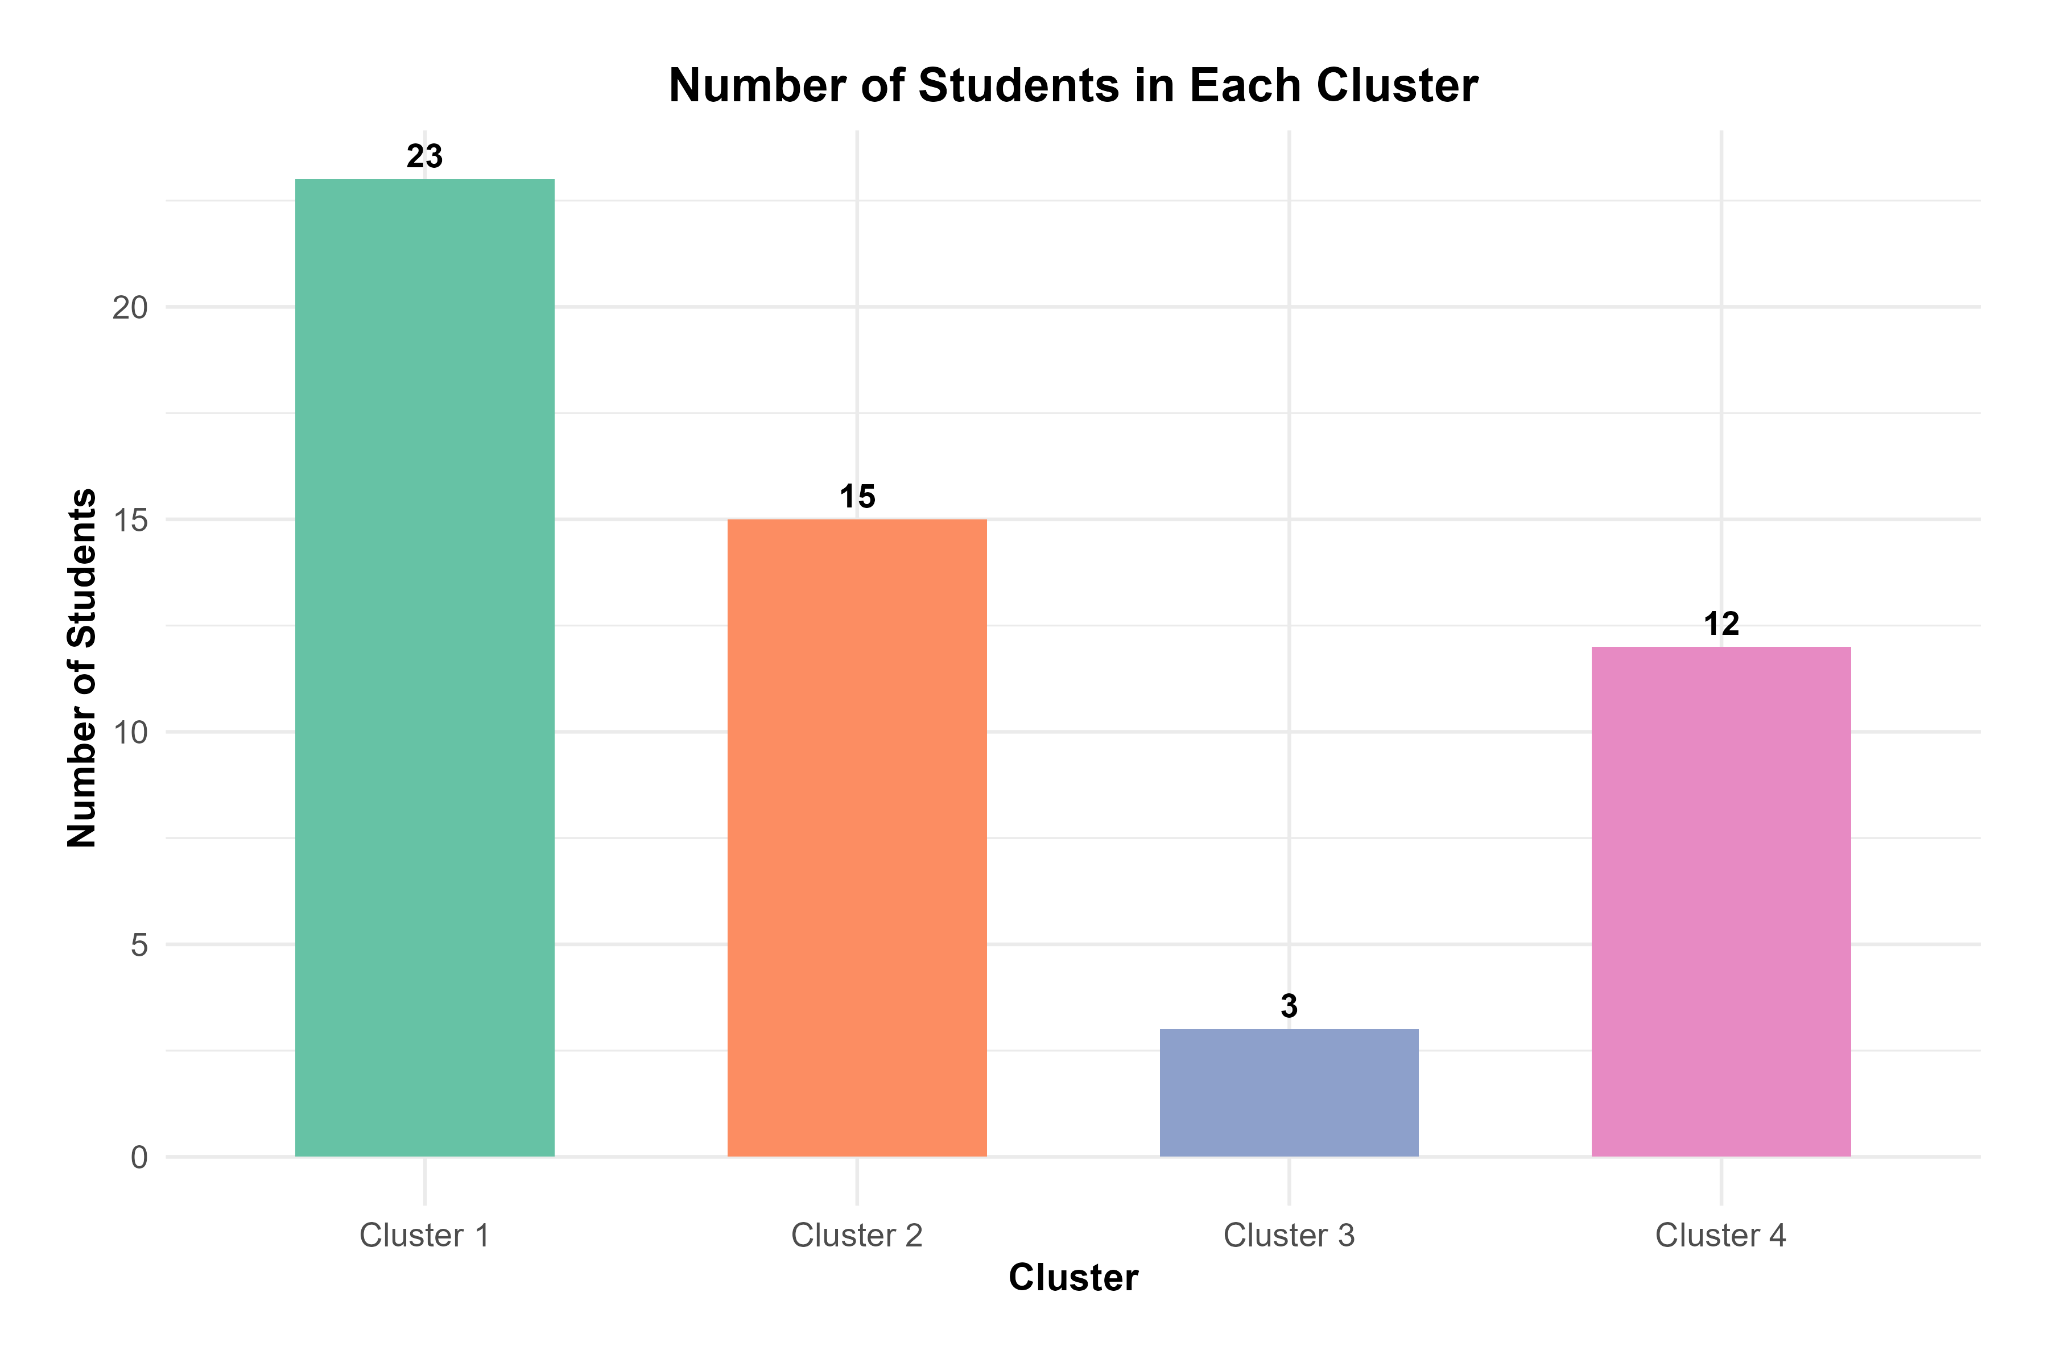 Number of Students in Each Cluster
23
15
3
12
20
15
10
5
0
Number of Students
Cluster 1
Cluster 2
Cluster 3
Cluster 4
Cluster